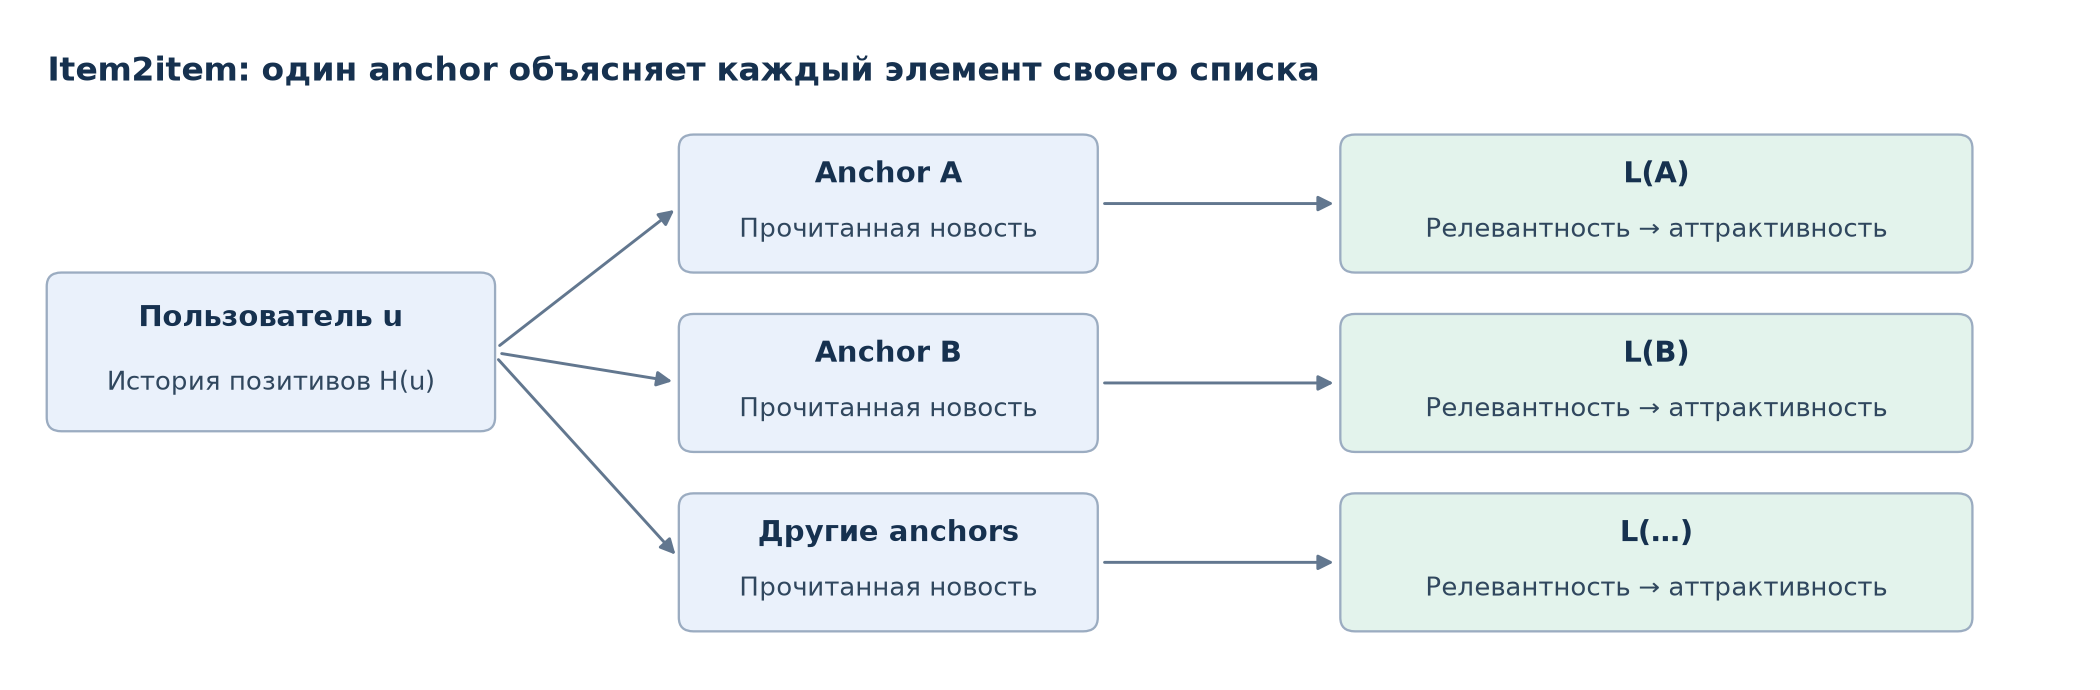 Item2item: один anchor объясняет каждый элемент своего списка
Пользователь u
История позитивов H(u)
Anchor A
Прочитанная новость
L(A)
Релевантность → аттрактивность
Anchor B
Прочитанная новость
L(B)
Релевантность → аттрактивность
Другие anchors
Прочитанная новость
L(…)
Релевантность → аттрактивность